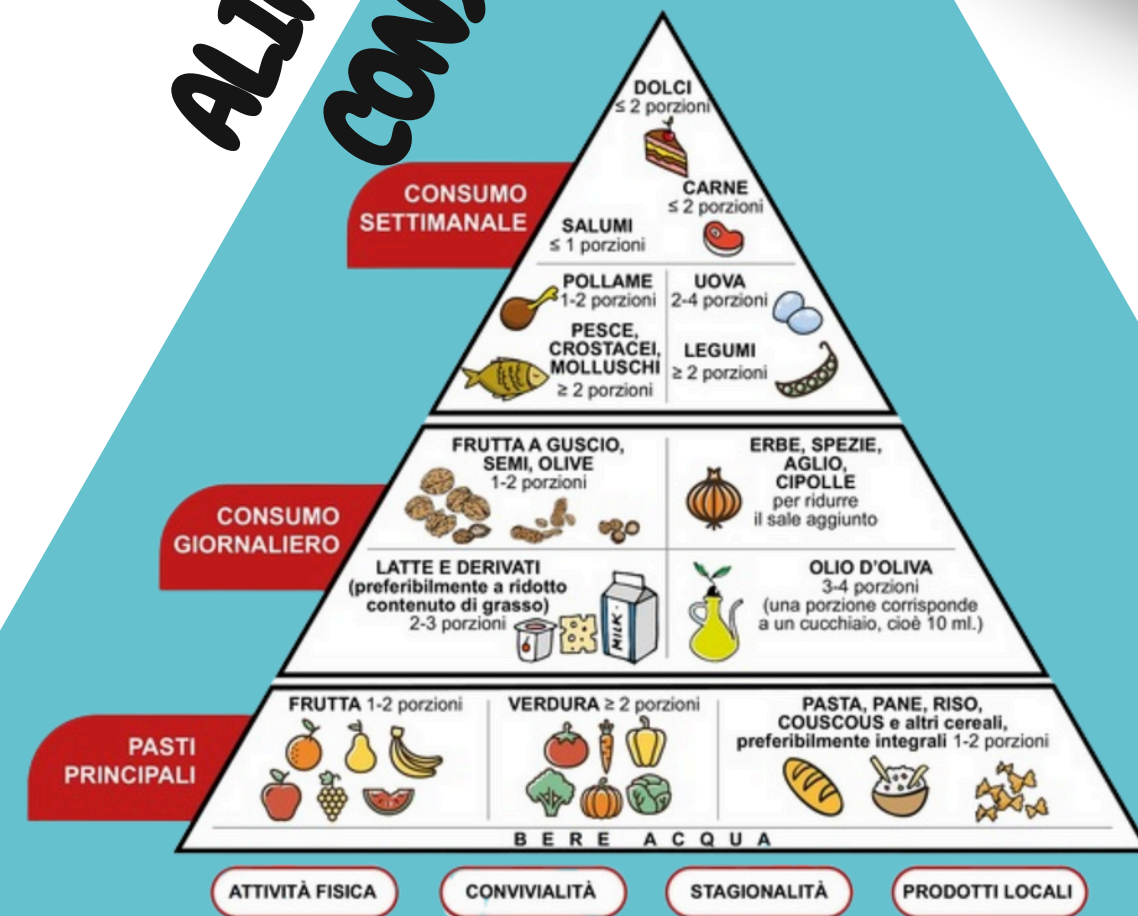 DOLCI
≤ 2 porzioni
CARNE
≤ 2 porzioni
SALUMI
≤ 1 porzioni
CONSUMO
SETTIMANALE
POLLAME
1-2 porzioni
UOVA
2-4 porzioni
PESCE,
CROSTACEI,
MOLLUSCHI
≥ 2 porzioni
LEGUMI
≥ 2 porzioni
CONSUMO
GIORNALIERO
FRUTTA A GUSCIO,
SEMI, OLIVE
1-2 porzioni
ERBE, SPEZIE,
AGLIO,
CIPOLLE
per ridurre
il sale aggiunto
LATTE E DERIVATI
(preferibilmente a ridotto
contenuto di grasso)
2-3 porzioni
MILK
OLIO D'OLIVA
3-4 porzioni
(una porzione corrisponde
a un cucchiaio, cioè 10 ml.)
PASTI
PRINCIPALI
FRUTTA 1-2 porzioni
VERDURA ≥ 2 porzioni
PASTA, PANE, RISO,
COUSCOUS e altri cereali,
preferibilmente integrali 1-2 porzioni
BERE ACQUA
ATTIVITÀ FISICA
CONVIVIALITÀ
STAGIONALITÀ
PRODOTTI LOCALI